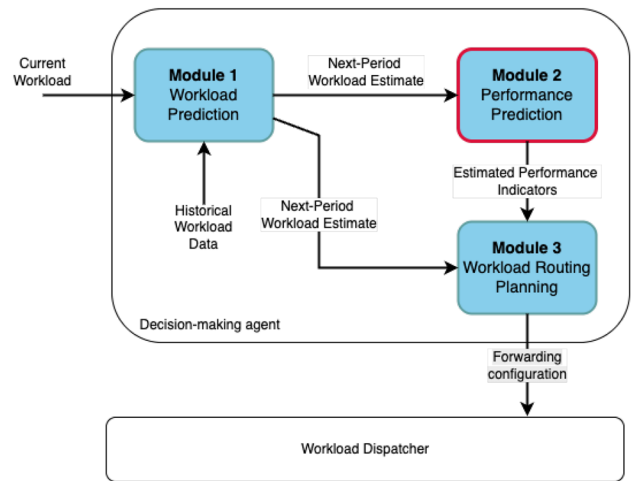 Current
Workload
Module 1
Workload
Prediction
Next-Period
Workload Estimate
Module 2
Performance
Prediction
Historical
Workload
Data
Next-Period
Workload Estimate
Estimated Performance
Indicators
Module 3
Workload Routing
Planning
Decision-making agent
Forwarding
configuration
Workload Dispatcher